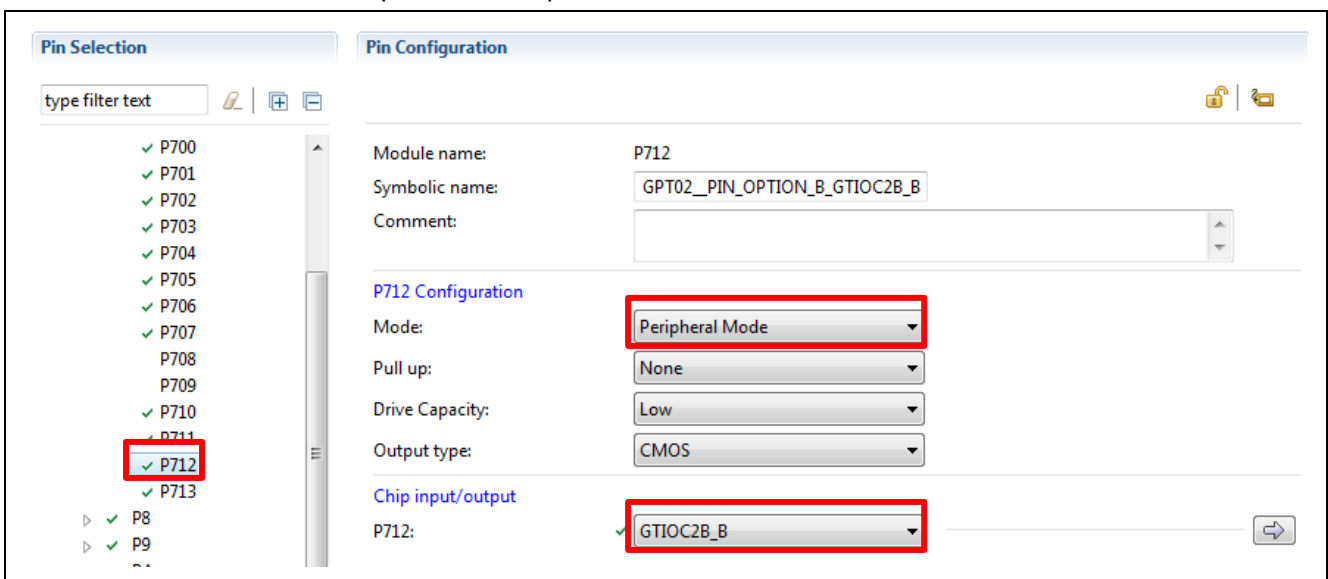 Pin Selection
Pin Configuration
type filter text
P700
P701
P702
P703
P704
P705
P706
P707
P708
P709
P710
P711
P712
P713
P8
P9
Module name: P712
Symbolic name: GPT02__PIN_OPTION_B_GTIOC2B_B
Comment:
P712 Configuration
Mode: Peripheral Mode
Pull up: None
Drive Capacity: Low
Output type: CMOS
Chip input/output
P712: GTIOC2B_B